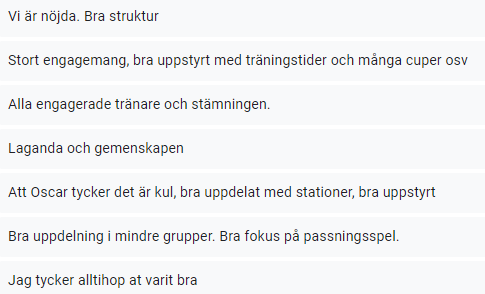 Vi är nöjda. Bra struktur
Stort engagemang, bra uppstyrt med träningstider och många cuper osv
Alla engagerade tränare och stämningen.
Laganda och gemenskapen
Att Oscar tycker det är kul, bra uppdelat med stationer, bra uppstyrt
Bra uppdelning i mindre grupper. Bra fokus på passningsspel.
Jag tycker alltihop at varit bra